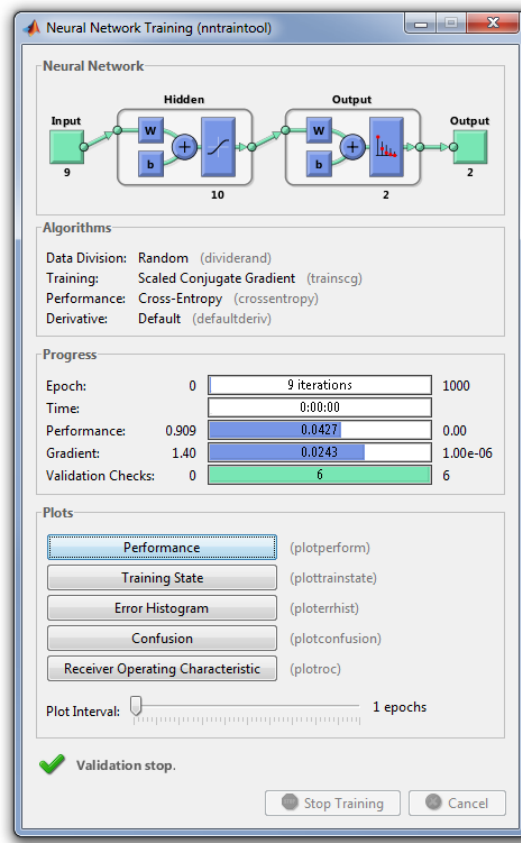 Neural Network Training (nntraintool)
Neural Network
Hidden Output
Input Output
W W
b b
+ +
9 10 2 2
Algorithms
Data Division: Random (dividerand)
Training: Scaled Conjugate Gradient (trainscg)
Performance: Cross-Entropy (crossentropy)
Derivative: Default (defaultderiv)
Progress
Epoch: 0 9 iterations 1000
Time: 0:00:00
Performance: 0.909 0.0427 0.00
Gradient: 1.40 0.0243 1.00e-06
Validation Checks: 0 6 6
Plots
Performance (plotperform)
Training State (plottrainstate)
Error Histogram (ploterrhist)
Confusion (plotconfusion)
Receiver Operating Characteristic (plotroc)
Plot Interval: 1 epochs
Validation stop.
Stop Training Cancel